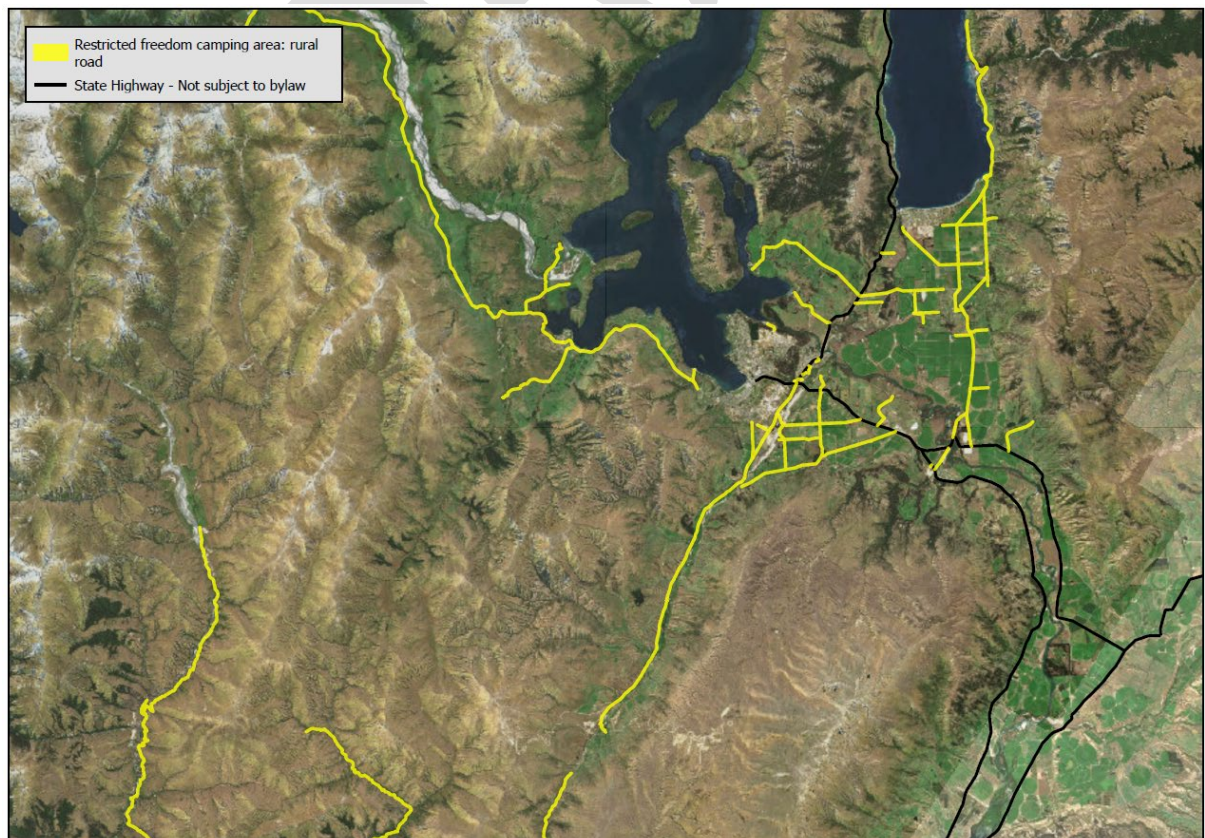 Restricted freedom camping area: rural
road
State Highway - Not subject to bylaw